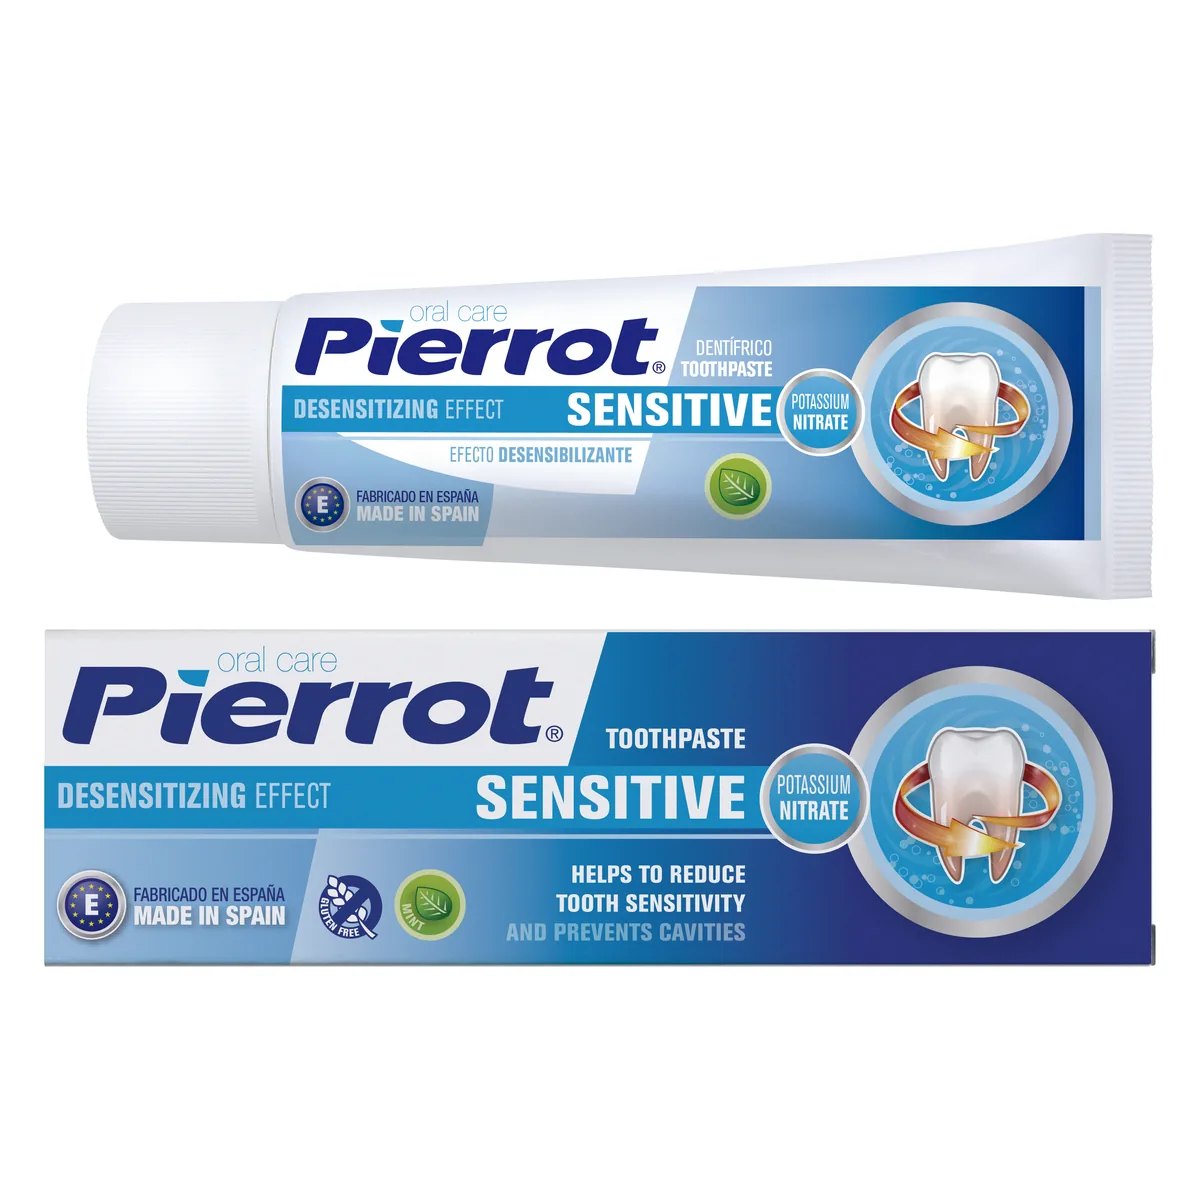 oral care
Pierrot®
DENTÍFRICO
TOOTHPASTE
DESENSITIZING EFFECT
SENSITIVE
POTASSIUM
NITRATE
EFECTO DESENSIBILIZANTE
E
FABRICADO EN ESPAÑA
MADE IN SPAIN
oral care
Pierrot®
TOOTHPASTE
DESENSITIZING EFFECT
SENSITIVE
POTASSIUM
NITRATE
E
FABRICADO EN ESPAÑA
MADE IN SPAIN
GLUTEN FREE
MINT
HELPS TO REDUCE
TOOTH SENSITIVITY
AND PREVENTS CAVITIES